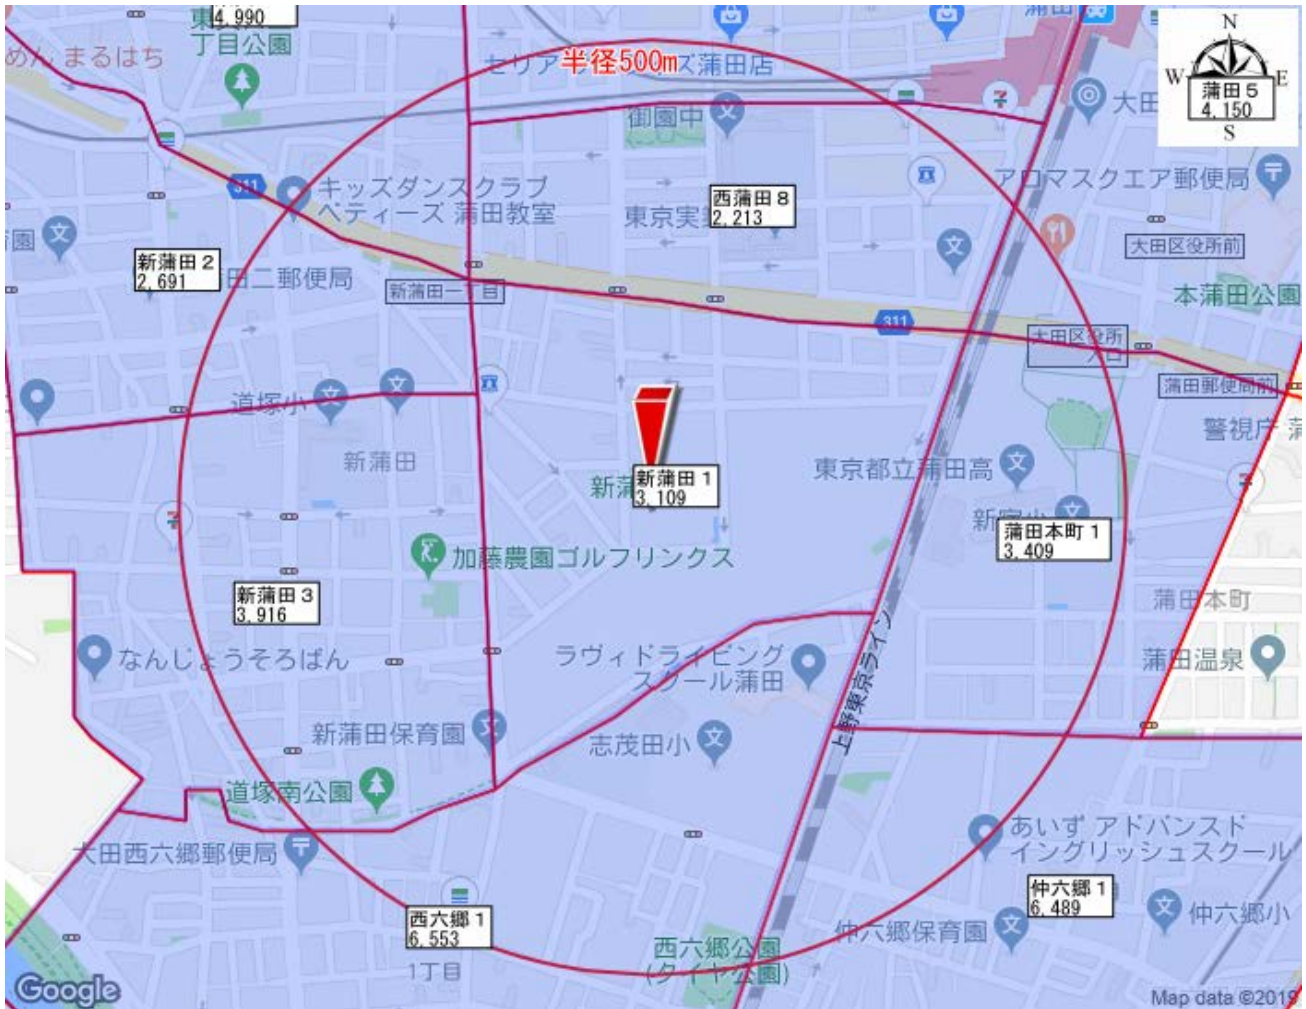 4,990
丁目公園
めん まるはち
半径500m
セリア
ズ蒲田店
蒲田
N
W
E
S
蒲田5
4,150
御園中
大田
311
キッズダンスクラブ
ペティーズ 蒲田教室
東京実
西蒲田8
2,213
アロマスクエア郵便局
大田区役所前
新蒲田2
2,691
田二郵便局
新蒲田一丁目
本蒲田公園
311
大田区役所
入口
蒲田郵便局前
道塚小
警視庁 蒲
新蒲田
新蒲
新蒲田1
3,109
東京都立蒲田高
新宿小
蒲田本町1
3,409
加藤農園ゴルフリンクス
新蒲田3
3,916
蒲田本町
なんじょうそろばん
ラヴィドライビング
スクール蒲田
上野東京ライン
蒲田温泉
新蒲田保育園
志茂田小
道塚南公園
大田西六郷郵便局
あいず アドバンスド
イングリッシュスクール
西六郷1
6,553
仲六郷1
6,489
仲六郷保育園
仲六郷小
西六郷公園
(タイヤ公園)
1丁目
Google
Map data ©2019